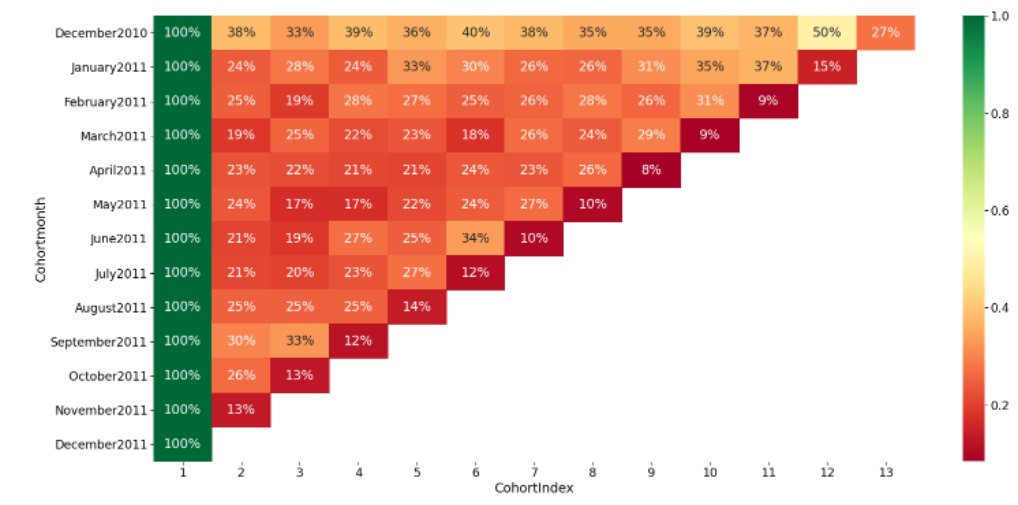 December2010 100% 38% 33% 39% 36% 40% 38% 35% 35% 39% 37% 50% 27%
January2011 100% 24% 28% 24% 33% 30% 26% 26% 31% 35% 37% 15%
February2011 100% 25% 19% 28% 27% 25% 26% 28% 26% 31% 9%
March2011 100% 19% 25% 22% 23% 18% 26% 24% 29% 9%
April2011 100% 23% 22% 21% 21% 24% 23% 26% 8%
May2011 100% 24% 17% 17% 22% 24% 27% 10%
June2011 100% 21% 19% 27% 25% 34% 10%
July2011 100% 21% 20% 23% 27% 12%
August2011 100% 25% 25% 25% 14%
September2011 100% 30% 33% 12%
October2011 100% 26% 13%
November2011 100% 13%
December2011 100%
1 2 3 4 5 6 7 8 9 10 11 12 13
CohortIndex
Cohortmonth
1.0
0.8
0.6
0.4
0.2